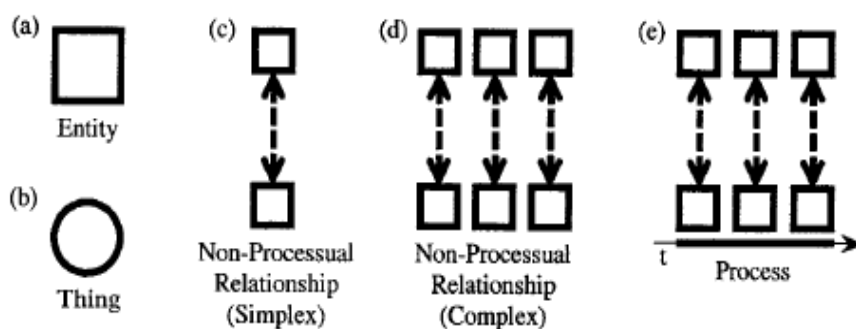 (a)
Entity
(b)
Thing
(c)
Non-Processual
Relationship
(Simplex)
(d)
Non-Processual
Relationship
(Complex)
(e)
t
Process